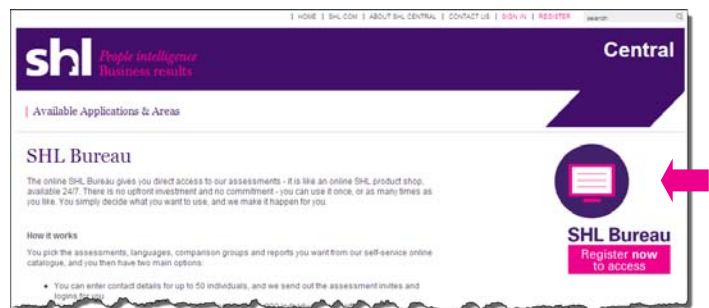 | HOME | SHL.COM | ABOUT SHL CENTRAL | CONTACT US | SIGN IN | REGISTER search
shl People intelligence
Business results
Central
| Available Applications & Areas
SHL Bureau
The online SHL Bureau gives you direct access to our assessments - it is like an online SHL product shop,
available 24/7. There is no upfront investment and no commitment - you can use it once, or as many times as
you like. You simply decide what you want to use, and we make it happen for you.
How it works
You pick the assessments, languages, comparison groups and reports you want from our self-service online
catalogue, and you then have two main options:
• You can enter contact details for up to 50 individuals, and we send out the assessment invites and
logins for you
SHL Bureau
Register now
to access